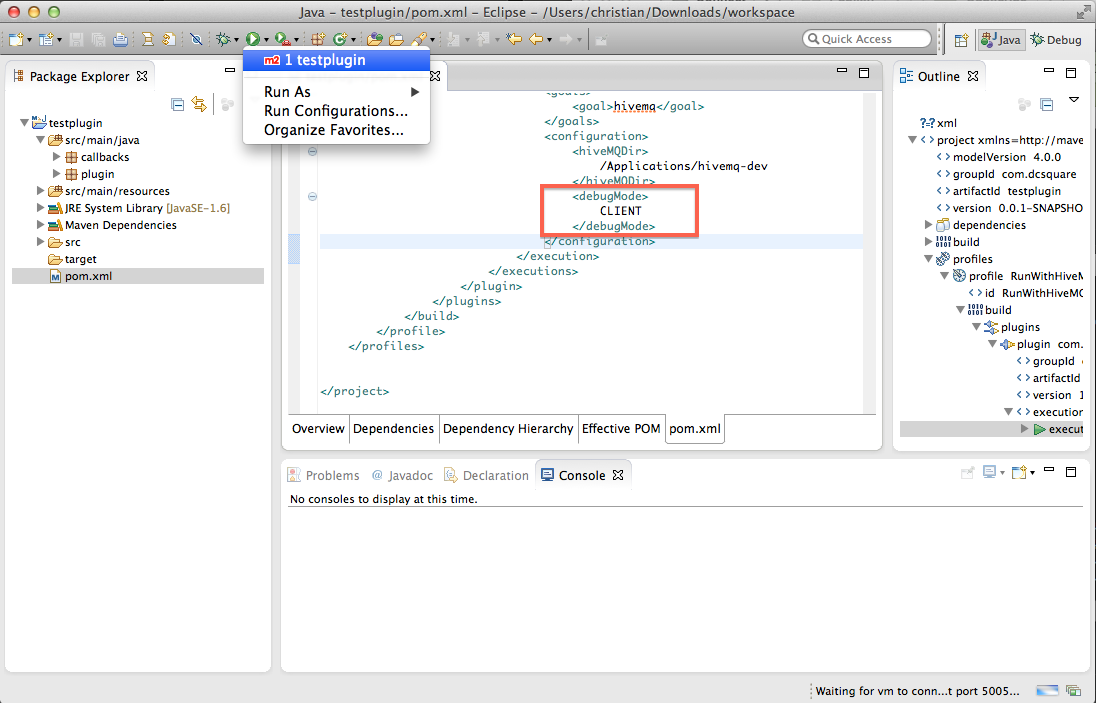 Java – testplugin/pom.xml – Eclipse – /Users/christian/Downloads/workspace
Quick Access
Java
Debug
m2 1 testplugin
Run As
Run Configurations...
Organize Favorites...
Package Explorer
testplugin
src/main/java
callbacks
plugin
src/main/resources
JRE System Library [JavaSE-1.6]
Maven Dependencies
src
target
pom.xml
<goals>
<goal>hivemq</goal>
</goals>
<configuration>
<hiveMQDir>
/Applications/hivemq-dev
</hiveMQDir>
<debugMode>
CLIENT
</debugMode>
</configuration>
</execution>
</executions>
</plugin>
</plugins>
</build>
</profile>
</profiles>
</project>
Overview
Dependencies
Dependency Hierarchy
Effective POM
pom.xml
Outline
?-? xml
project xmlns=http://mave
modelVersion 4.0.0
groupId com.dcsquare
artifactId testplugin
version 0.0.1-SNAPSHO
dependencies
build
profiles
profile RunWithHiveM
id RunWithHiveMQ
build
plugins
plugin com.
groupId
artifactId
version 1
execution
execut
Problems
@ Javadoc
Declaration
Console
No consoles to display at this time.
Waiting for vm to conn...t port 5005...